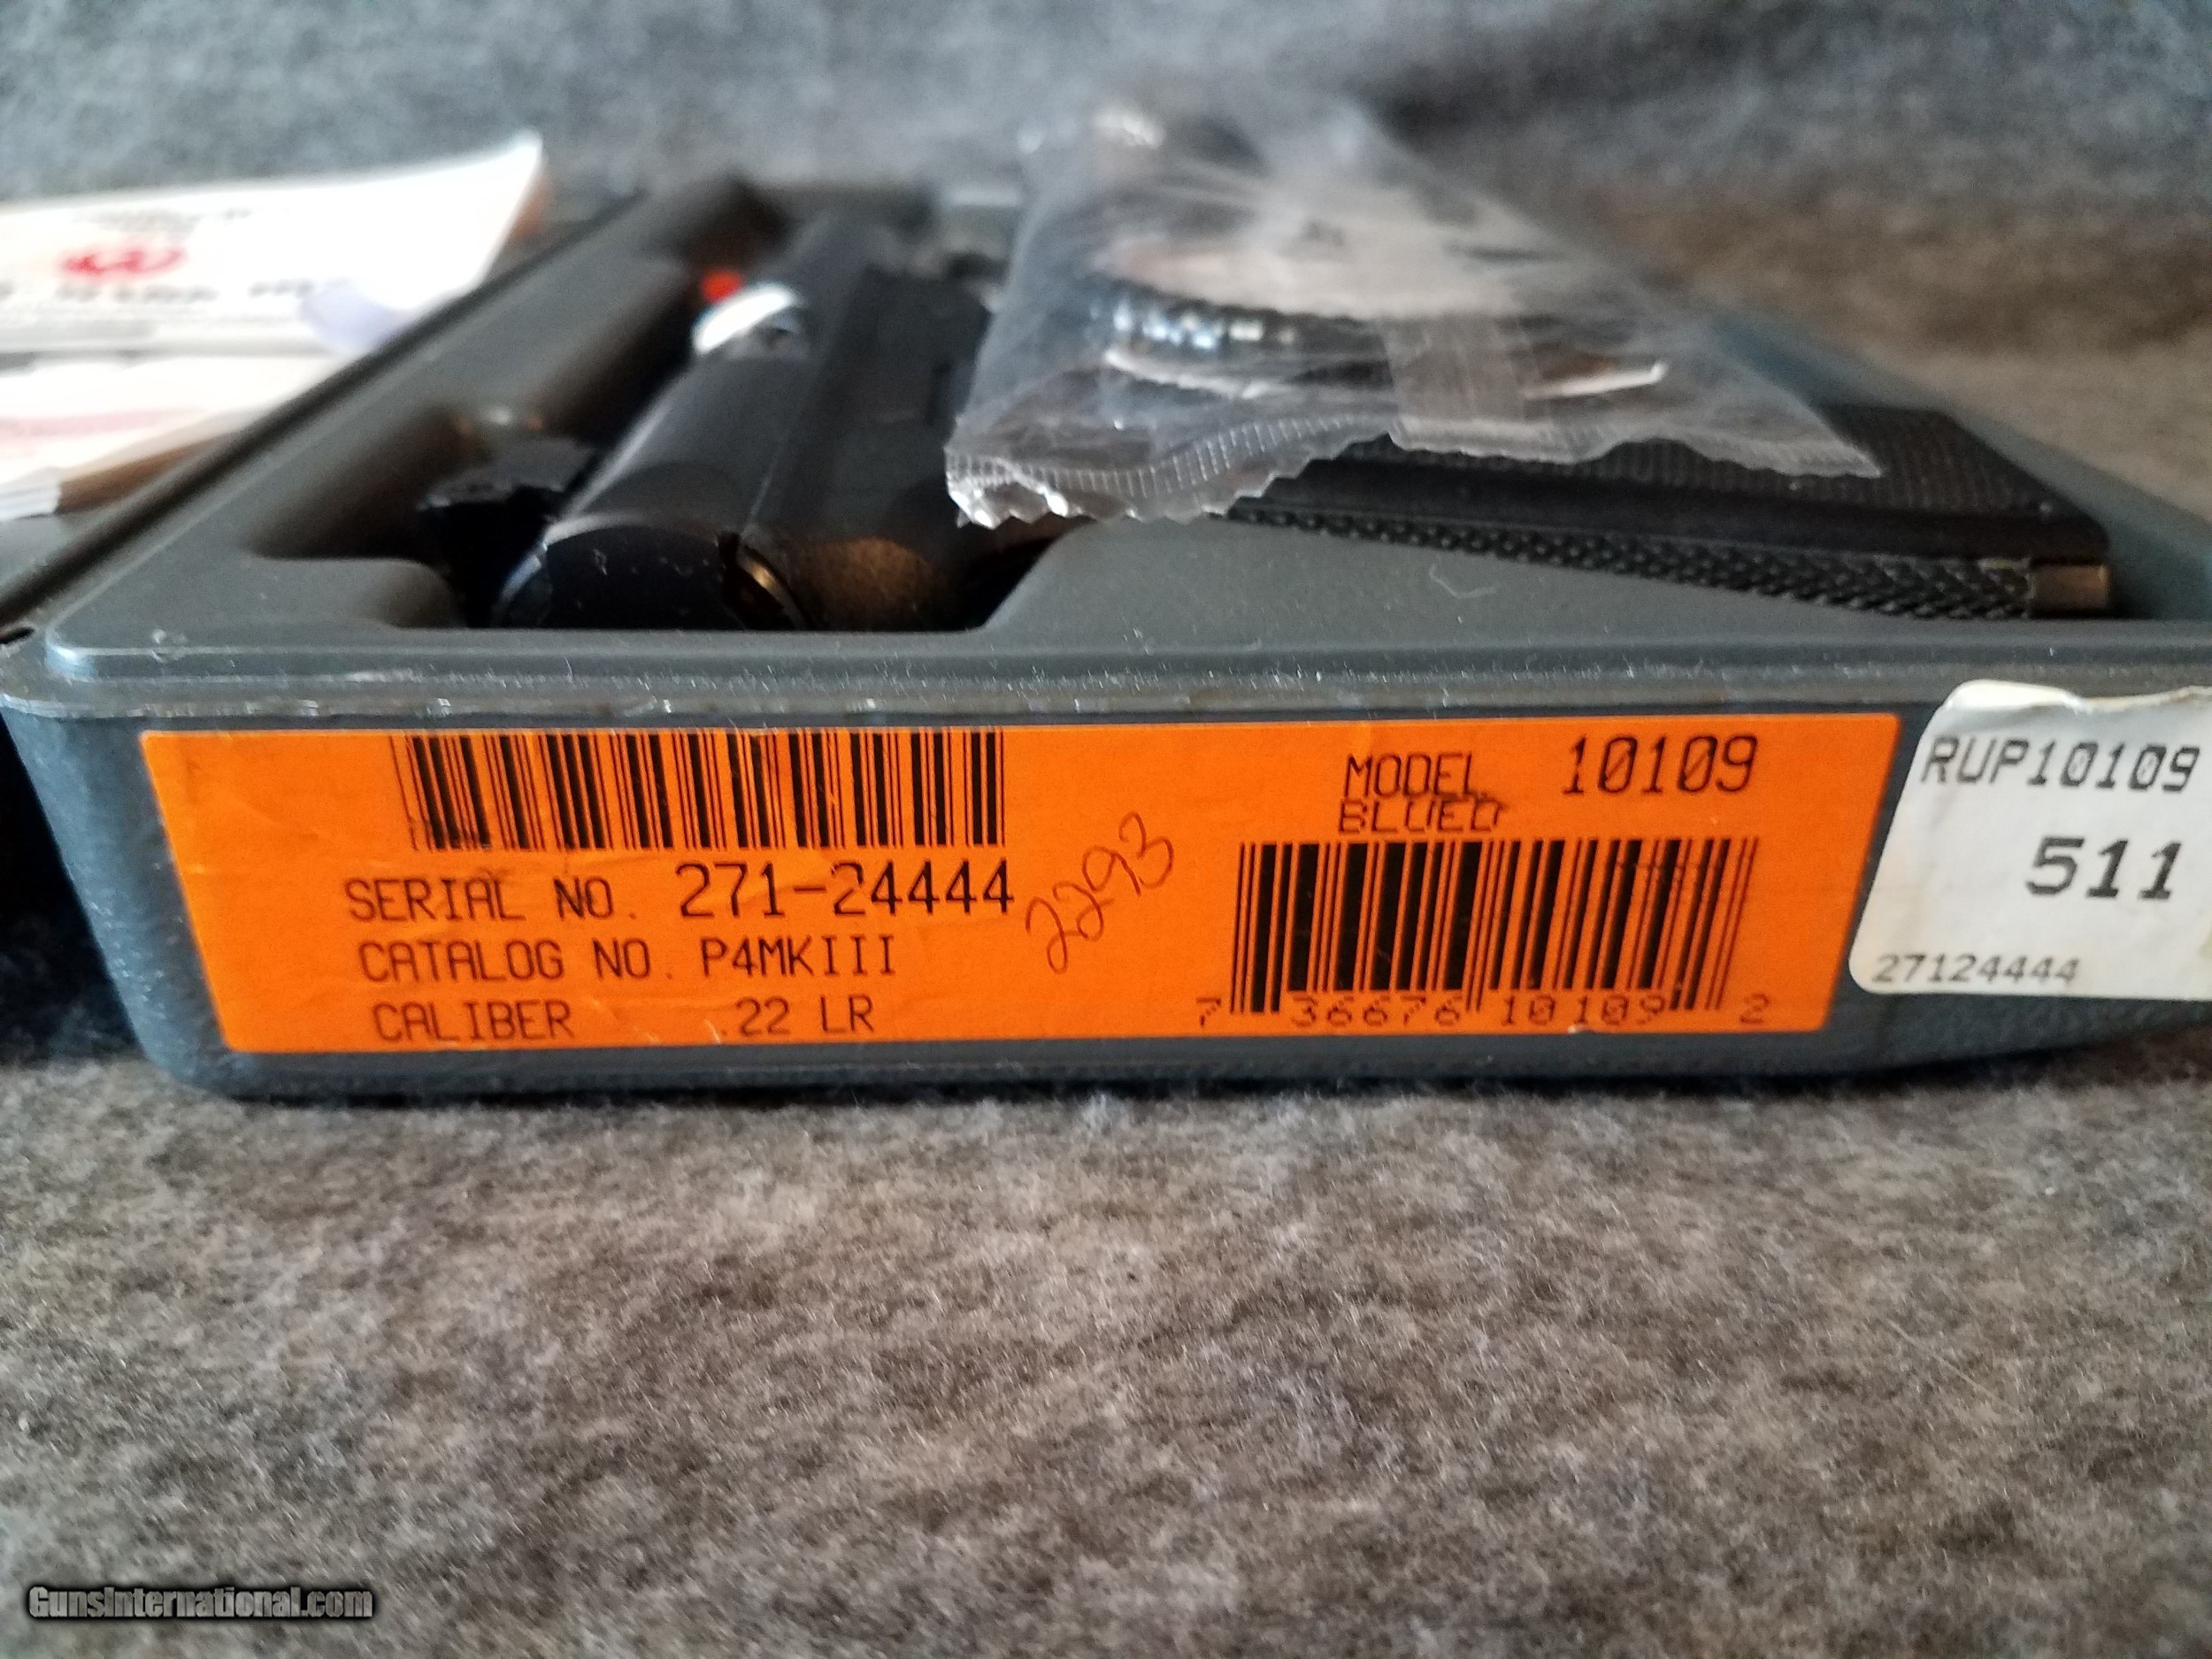 SERIAL NO. 271-24444
CATALOG NO. P4MKIII
CALIBER .22 LR
2293
MODEL 10109
BLUED
7 36676 10109 2
RUP10109
511
27124444
GunsInternational.com